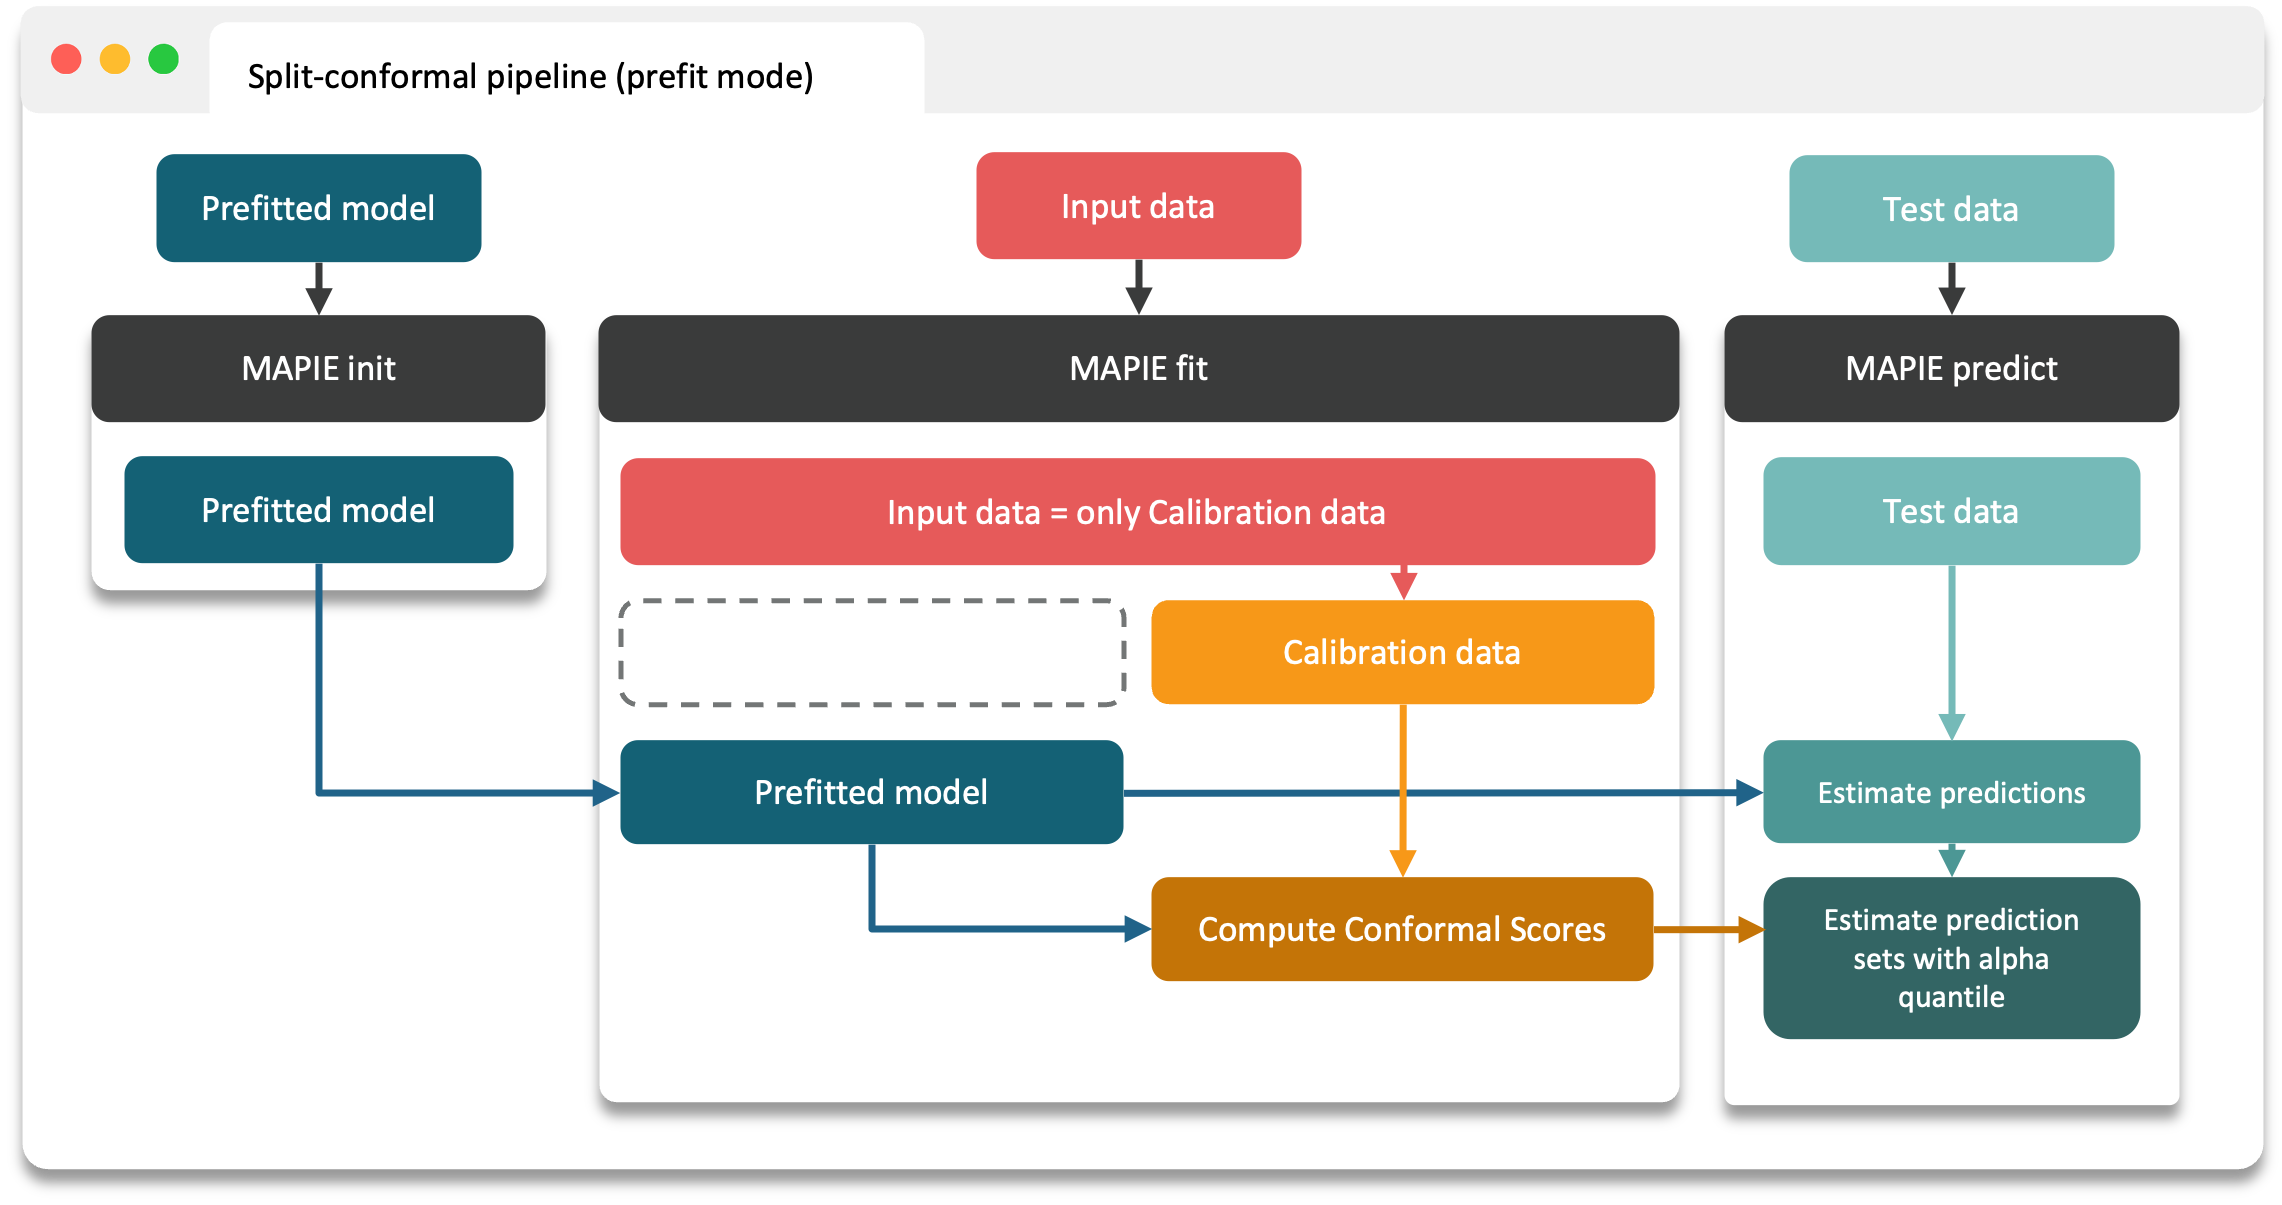 Split-conformal pipeline (prefit mode)
Prefitted model
Input data
Test data
MAPIE init
MAPIE fit
MAPIE predict
Prefitted model
Input data = only Calibration data
Test data
Calibration data
Prefitted model
Estimate predictions
Compute Conformal Scores
Estimate prediction
sets with alpha
quantile